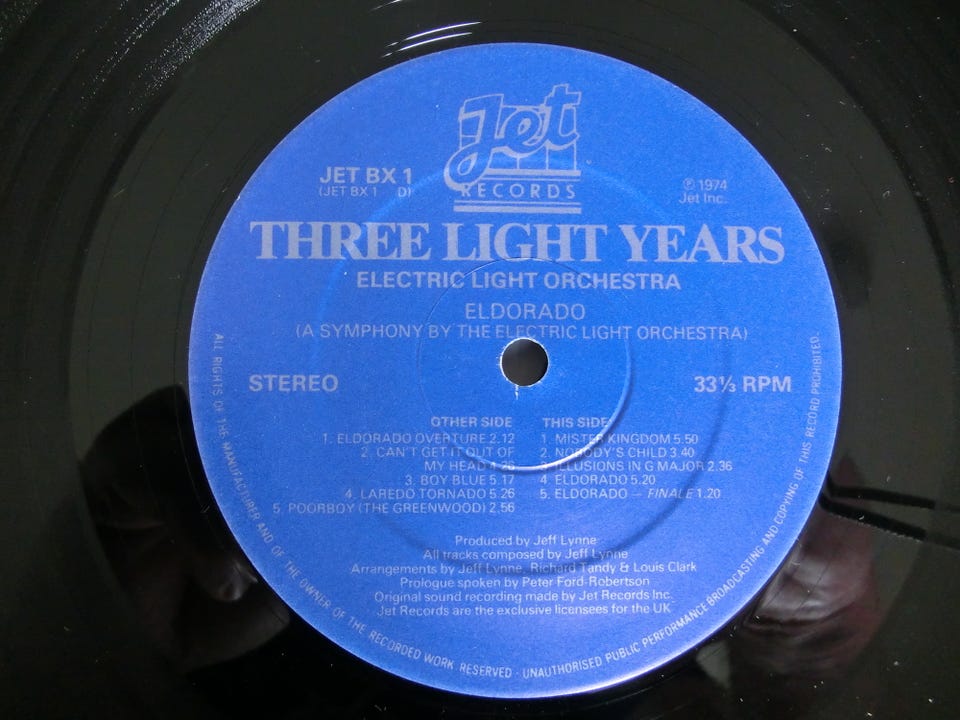 Jet
RECORDS
JET BX 1
(JET BX 1 D)
℗ 1974
Jet Inc.
THREE LIGHT YEARS
ELECTRIC LIGHT ORCHESTRA
ELDORADO
(A SYMPHONY BY THE ELECTRIC LIGHT ORCHESTRA)
STEREO
33⅓ RPM
OTHER SIDE
1. ELDORADO OVERTURE 2.12
2. CAN'T GET IT OUT OF
MY HEAD
3. BOY BLUE 5.17
4. LAREDO TORNADO 5.26
5. POORBOY (THE GREENWOOD) 2.56
THIS SIDE
1. MISTER KINGDOM 5.50
2. NOBODY'S CHILD 3.40
ILLUSIONS IN G MAJOR 2.36
4 ELDORADO 5.20
5. ELDORADO — FINALE 1.20
Produced by Jeff Lynne
All tracks composed by Jeff Lynne
Arrangements by Jeff Lynne, Richard Tandy & Louis Clark
Prologue spoken by Peter Ford-Robertson
Original sound recording made by Jet Records Inc.
Jet Records are the exclusive licensees for the UK
ALL RIGHTS OF THE MANUFACTURER AND OF THE OWNER OF THE RECORDED WORK RESERVED · UNAUTHORISED PUBLIC PERFORMANCE BROADCASTING AND COPYING OF THIS RECORD PROHIBITED.